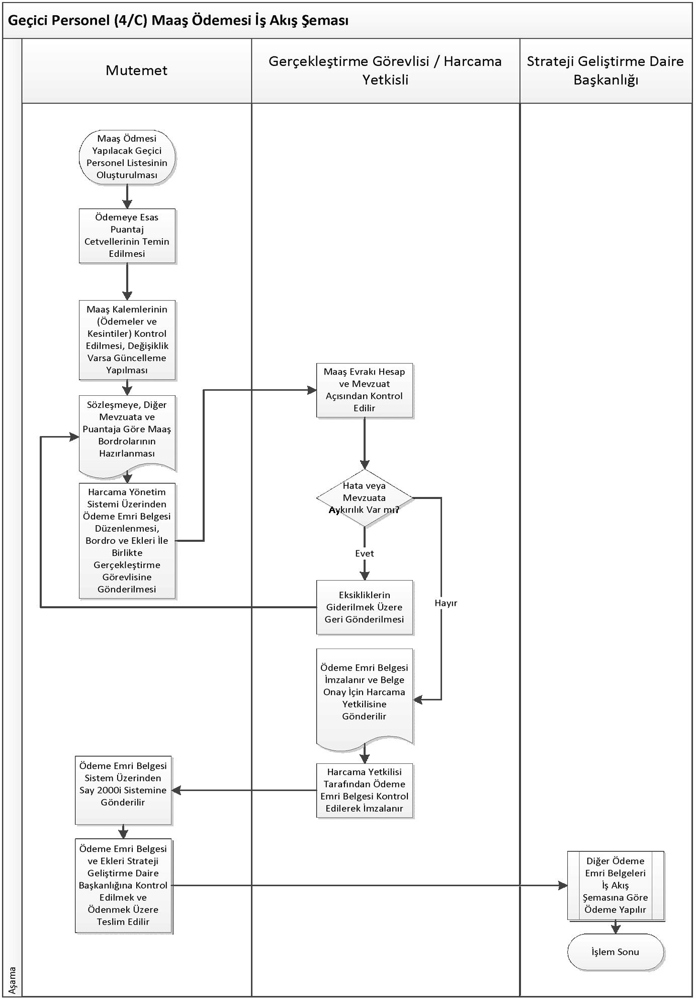 Geçici Personel (4/C) Maaş Ödemesi İş Akış Şeması
Mutemet
Gerçekleştirme Görevlisi / Harcama
Yetkisli
Strateji Geliştirme Daire
Başkanlığı
Maaş Ödmesi
Yapılacak Geçici
Personel Listesinin
Oluşturulması
Ödemeye Esas
Puantaj
Cetvellerinin Temin
Edilmesi
Maaş Kalemlerinin
(Ödemeler ve
Kesintiler) Kontrol
Edilmesi, Değişiklik
Varsa Güncelleme
Yapılması
Sözleşmeye, Diğer
Mevzuata ve
Puantaja Göre Maaş
Bordrolarının
Hazırlanması
Harcama Yönetim
Sistemi Üzerinden
Ödeme Emri Belgesi
Düzenlenmesi,
Bordro ve Ekleri İle
Birlikte
Gerçekleştirme
Görevlisine
Gönderilmesi
Maaş Evrakı Hesap
ve Mevzuat
Açısından Kontrol
Edilir
Hata veya
Mevzuata
Aykırılık Var mı?
Evet
Hayır
Eksikliklerin
Giderilmek Üzere
Geri Gönderilmesi
Ödeme Emri Belgesi
İmzalanır ve Belge
Onay İçin Harcama
Yetkilisine
Gönderilir
Harcama Yetkilisi
Tarafından Ödeme
Emri Belgesi Kontrol
Edilerek İmzalanır
Ödeme Emri Belgesi
Sistem Üzerinden
Say 2000i Sistemine
Gönderilir
Ödeme Emri Belgesi
ve Ekleri Strateji
Geliştirme Daire
Başkanlığına Kontrol
Edilmek ve
Ödenmek Üzere
Teslim Edilir
Diğer Ödeme
Emri Belgeleri
İş Akış
Şemasına Göre
Ödeme Yapılır
İşlem Sonu
Aşama